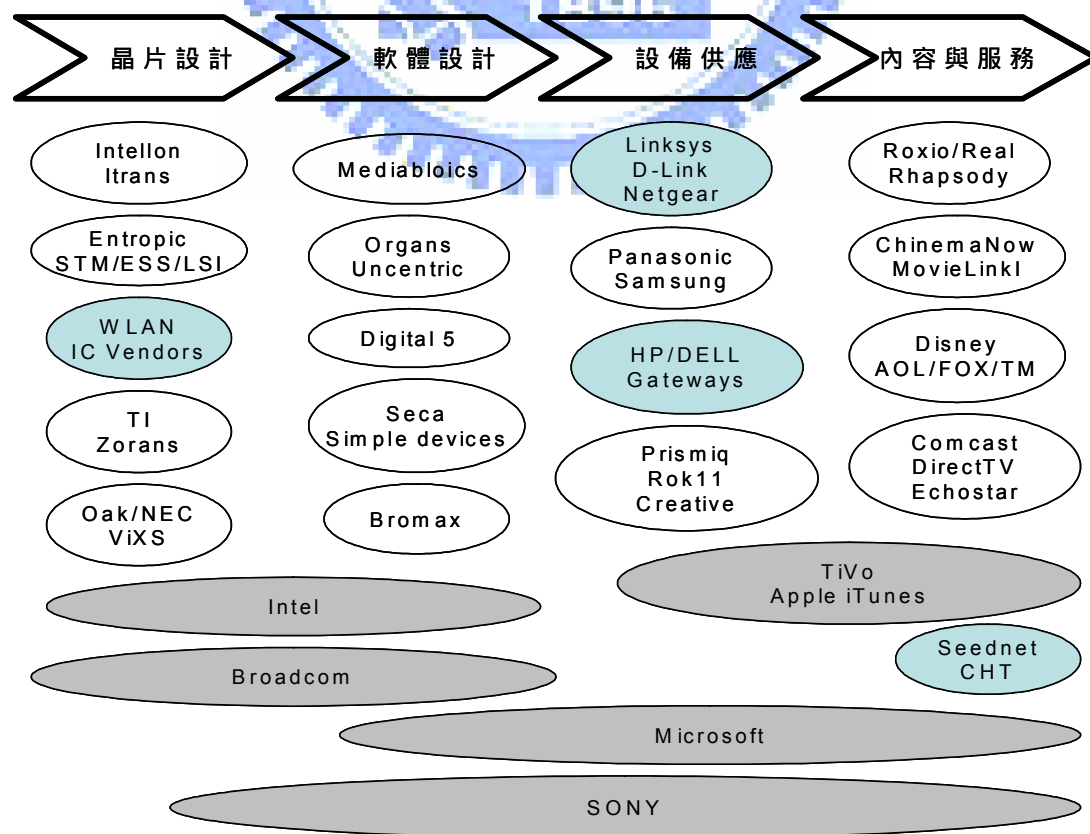 晶片設計
軟體設計
設備供應
內容與服務
Intellon
Itrans
Entropic
STM/ESS/LSI
WLAN
IC Vendors
TI
Zorans
Oak/NEC
ViXS
Mediabloics
Organs
Uncentric
Digital 5
Seca
Simple devices
Bromax
Linksys
D-Link
Netgear
Panasonic
Samsung
HP/DELL
Gateways
Prismiq
Rok11
Creative
Roxio/Real
Rhapsody
ChinemaNow
MovieLinkl
Disney
AOL/FOX/TM
Comcast
DirectTV
Echostar
Intel
TiVo
Apple iTunes
Seednet
CHT
Broadcom
Microsoft
SONY